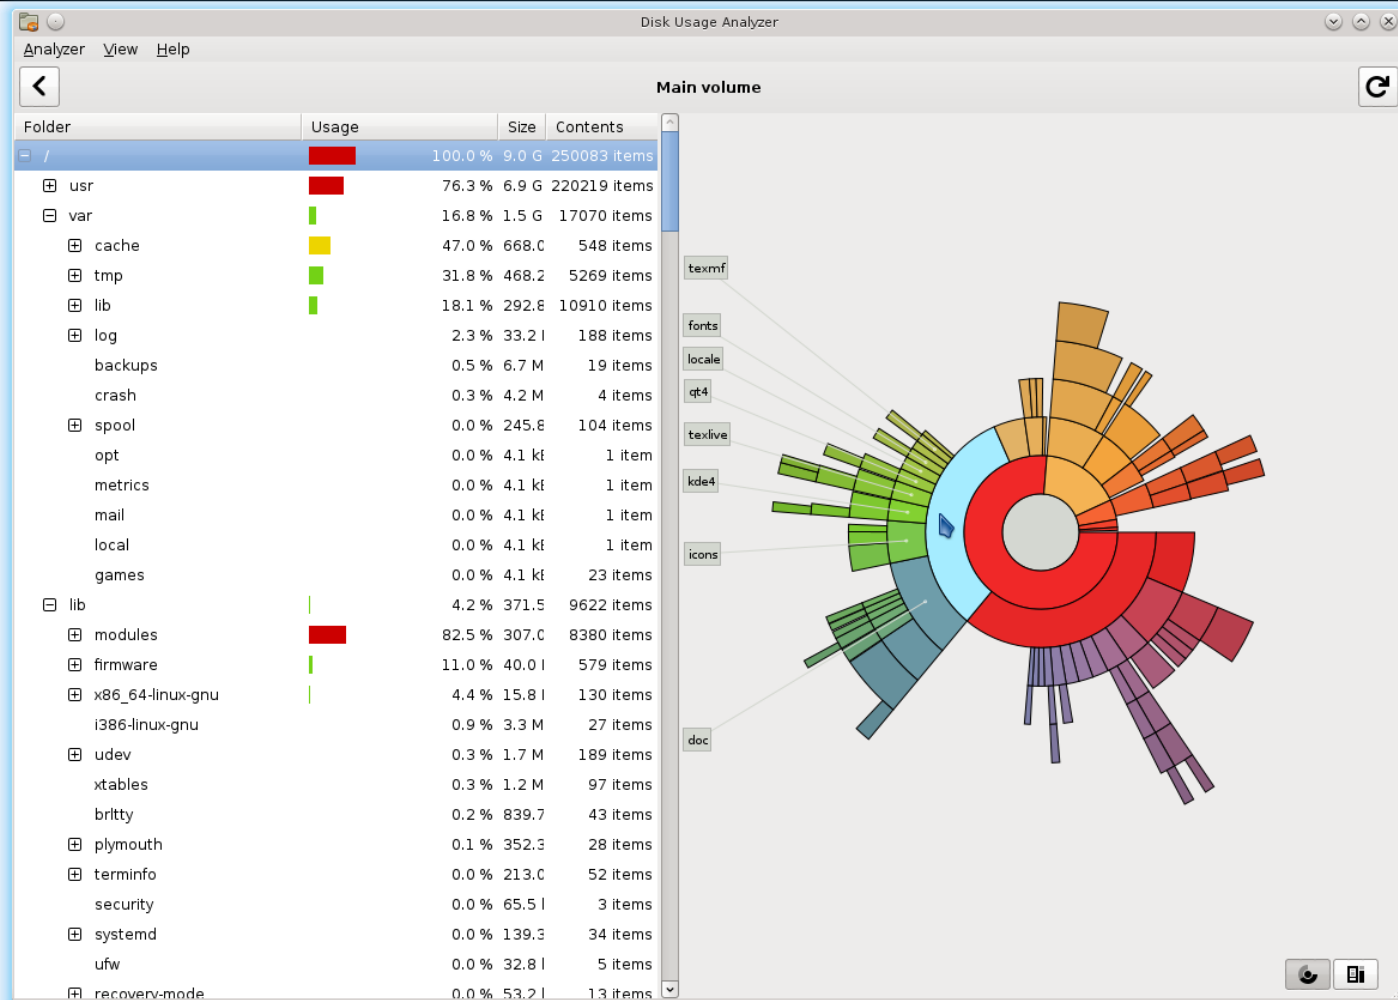 Disk Usage Analyzer
Analyzer View Help
Main volume
Folder Usage Size Contents
/ 100.0 % 9.0 G 250083 items
usr 76.3 % 6.9 G 220219 items
var 16.8 % 1.5 G 17070 items
cache 47.0 % 668.0 548 items
tmp 31.8 % 468.2 5269 items
lib 18.1 % 292.8 10910 items
log 2.3 % 33.2 188 items
backups 0.5 % 6.7 M 19 items
crash 0.3 % 4.2 M 4 items
spool 0.0 % 245.8 104 items
opt 0.0 % 4.1 kB 1 item
metrics 0.0 % 4.1 kB 1 item
mail 0.0 % 4.1 kB 1 item
local 0.0 % 4.1 kB 1 item
games 0.0 % 4.1 kB 23 items
lib 4.2 % 371.5 9622 items
modules 82.5 % 307.0 8380 items
firmware 11.0 % 40.0 579 items
x86_64-linux-gnu 4.4 % 15.8 130 items
i386-linux-gnu 0.9 % 3.3 M 27 items
udev 0.3 % 1.7 M 189 items
xtables 0.3 % 1.2 M 97 items
brltty 0.2 % 839.7 43 items
plymouth 0.1 % 352.3 28 items
terminfo 0.0 % 213.0 52 items
security 0.0 % 65.5 3 items
systemd 0.0 % 139.3 34 items
ufw 0.0 % 32.8 5 items
recovery-mode 0.0 % 53.2 13 items
texmf
fonts
locale
qt4
texlive
kde4
icons
doc